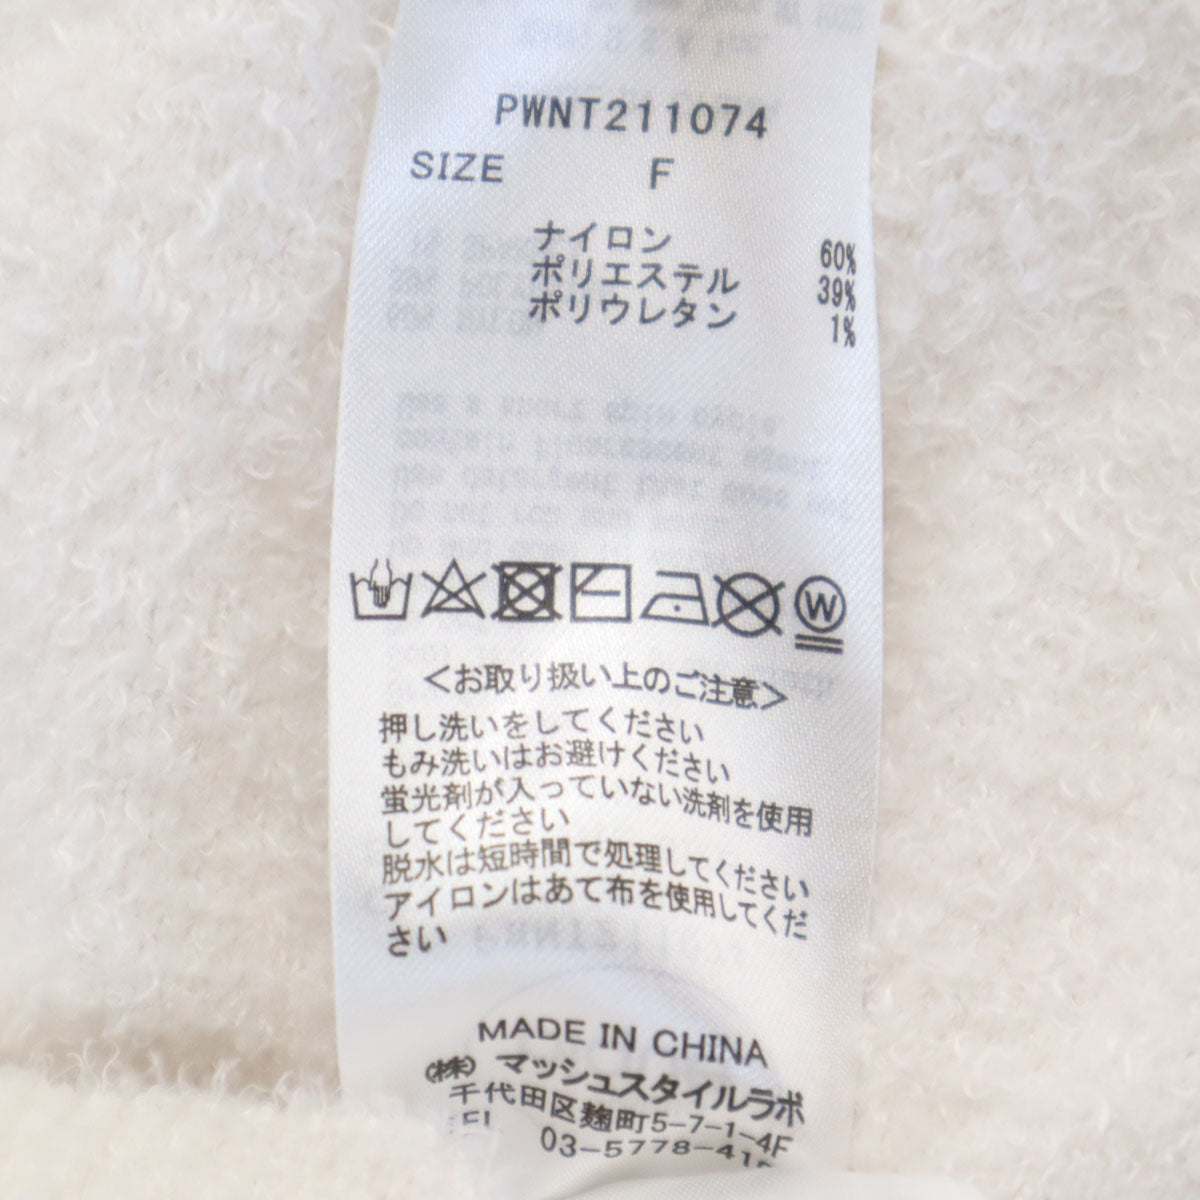 PWNT211074
SIZE F
ナイロン 60%
ポリエステル 39%
ポリウレタン 1%
W
<お取り扱い上のご注意>
押し洗いをしてください
もみ洗いはお避けください
蛍光剤が入っていない洗剤を使用
してください
脱水は短時間で処理してください
アイロンはあて布を使用してくだ
さい
MADE IN CHINA
(株) マッシュスタイルラボ
千代田区麹町5-7-1-4F
03-5778-41